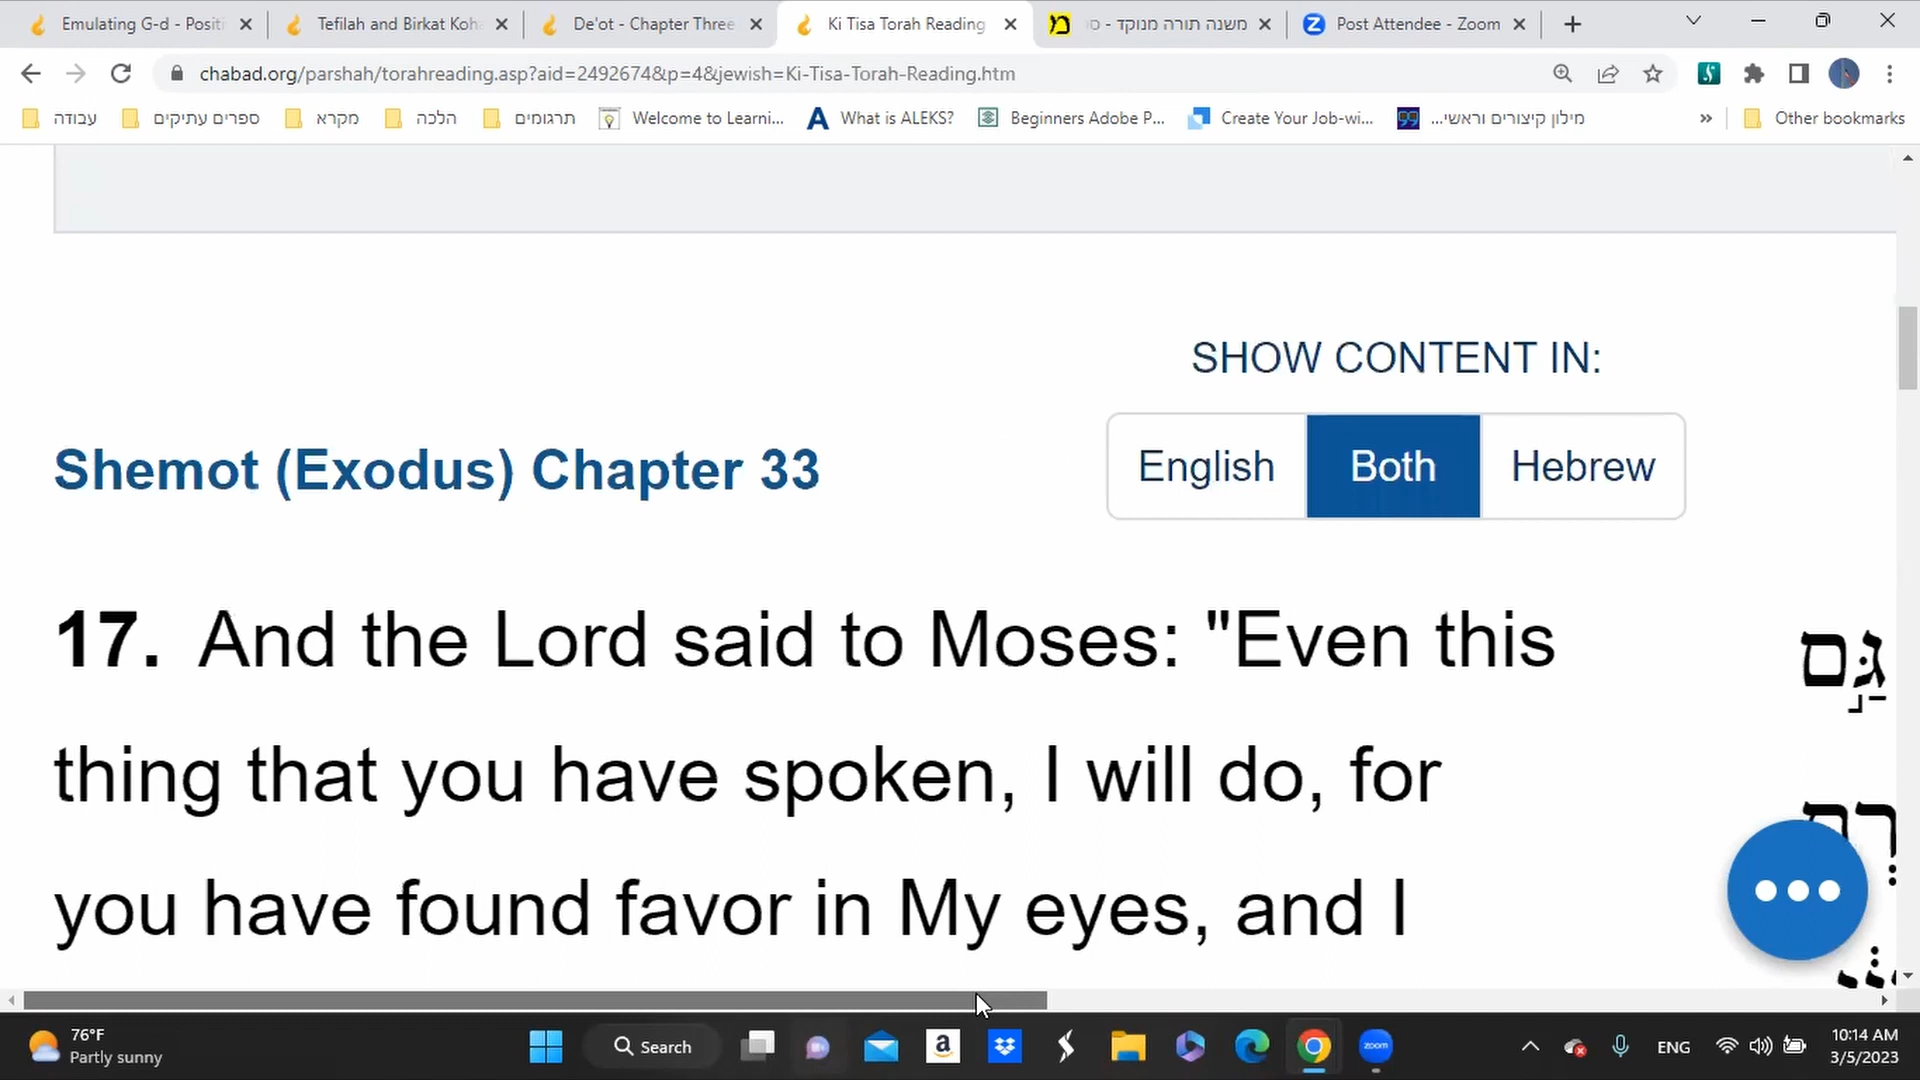 Emulating G-d - Positi
Tefilah and Birkat Koha
De'ot - Chapter Three
Ki Tisa Torah Reading
משנה תורה מנוקד - ס
Post Attendee - Zoom
chabad.org/parshah/torahreading.asp?aid=2492674&p=4&jewish=Ki-Tisa-Torah-Reading.htm
עבודה
ספרים עתיקים
מקרא
הלכה
תרגומים
Welcome to Learni...
What is ALEKS?
Beginners Adobe P...
Create Your Job-wi...
מילון קיצורים וראשי...
Other bookmarks
SHOW CONTENT IN:
Shemot (Exodus) Chapter 33
English Both Hebrew
17. And the Lord said to Moses: "Even this
גַּם
thing that you have spoken, I will do, for
you have found favor in My eyes, and I
76°F
Partly sunny
Search
zoom
ENG
10:14 AM
3/5/2023